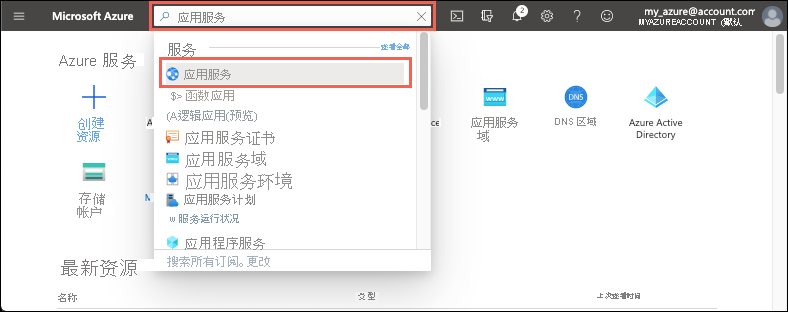 Microsoft Azure
应用服务
2
my_azure@account.com
MYAZUREACCOUNT (默认
Azure 服务
服务
查看全部
应用服务
$> 函数应用
(A逻辑应用(预览)
应用服务证书
应用服务域
应用服务环境
应用服务计划
w 服务运行状况
应用程序服务
搜索所有订阅。更改
创建
资源
应用服务
域
DNS
DNS 区域
Azure Active
Directory
存储
帐户
最新资源
名称
类型
上次查看时间